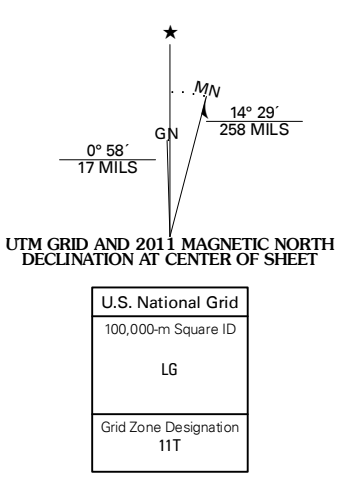 ★
MN
GN
14° 29´
258 MILS
0° 58´
17 MILS
UTM GRID AND 2011 MAGNETIC NORTH
DECLINATION AT CENTER OF SHEET
U.S. National Grid
100,000-m Square ID
LG
Grid Zone Designation
11T